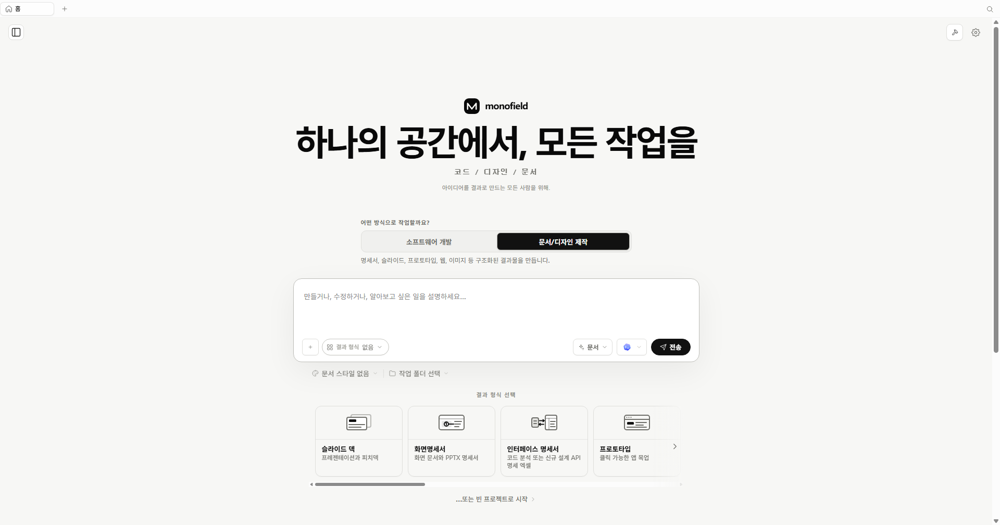 홈
monofield
하나의 공간에서, 모든 작업을
코드 / 디자인 / 문서
아이디어를 결과로 만드는 모든 사람을 위해.
어떤 방식으로 작업할까요?
소프트웨어 개발
문서/디자인 제작
명세서, 슬라이드, 프로토타입, 웹, 이미지 등 구조화된 결과물을 만듭니다.
만들거나, 수정하거나, 알아보고 싶은 일을 설명하세요...
결과 형식 없음
문서
전송
문서 스타일 없음
작업 폴더 선택
결과 형식 선택
슬라이드 덱
프레젠테이션과 피치덱
화면명세서
화면 문서와 PPTX 명세서
인터페이스 명세서
코드 분석 또는 신규 설계 API
명세 엑셀
프로토타입
클릭 가능한 앱 목업
...또는 빈 프로젝트로 시작